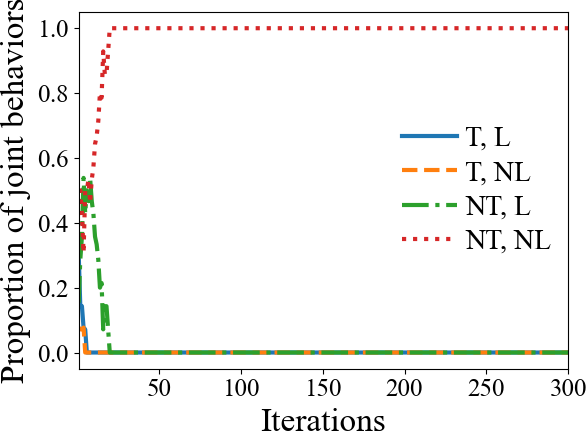 Proportion of joint behaviors
1.0
0.8
0.6
0.4
0.2
0.0
T, L
T, NL
NT, L
NT, NL
50 100 150 200 250 300
Iterations